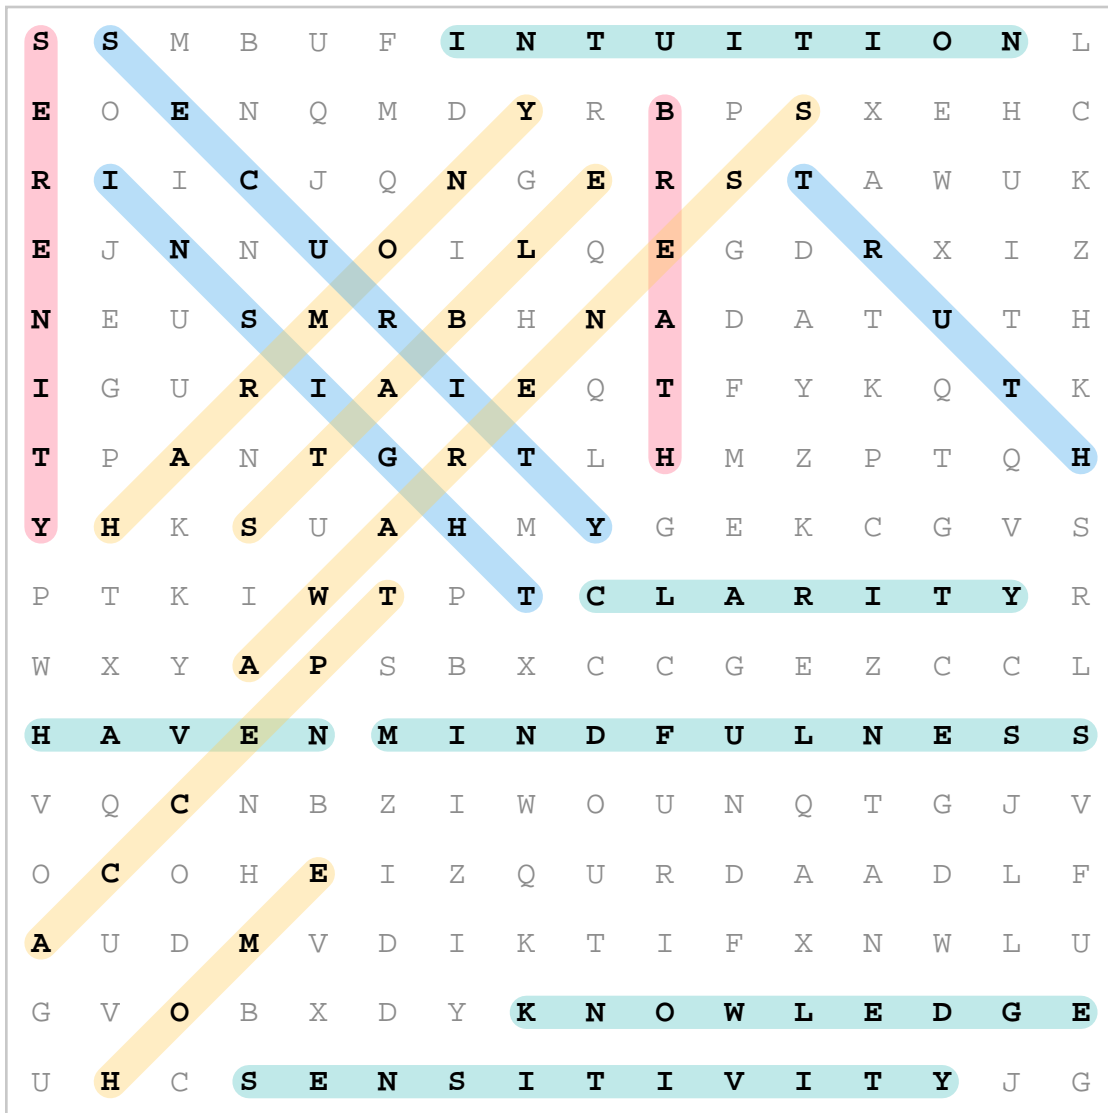 S S M B U F I N T U I T I O N L
E O E N Q M D Y R B P S X E H C
R I I C J Q N G E R S T A W U K
E J N N U O I L Q E G D R X I Z
N E U S M R B H N A D A T U T H
I G U R I A I E Q T F Y K Q T K
T P A N T G R T L H M Z P T Q H
Y H K S U A H M Y G E K C G V S
P T K I W T P T C L A R I T Y R
W X Y A P S B X C C G E Z C C L
H A V E N M I N D F U L N E S S
V Q C N B Z I W O U N Q T G J V
O C O H E I Z Q U R D A A D L F
A U D M V D I K T I F X N W L U
G V O B X D Y K N O W L E D G E
U H C S E N S I T I V I T Y J G